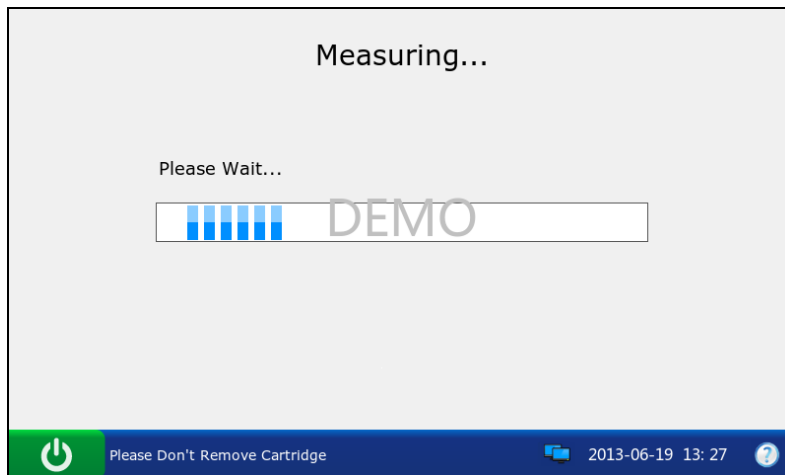 Measuring...
Please Wait...
DEMO
Please Don't Remove Cartridge
2013-06-19 13: 27
?